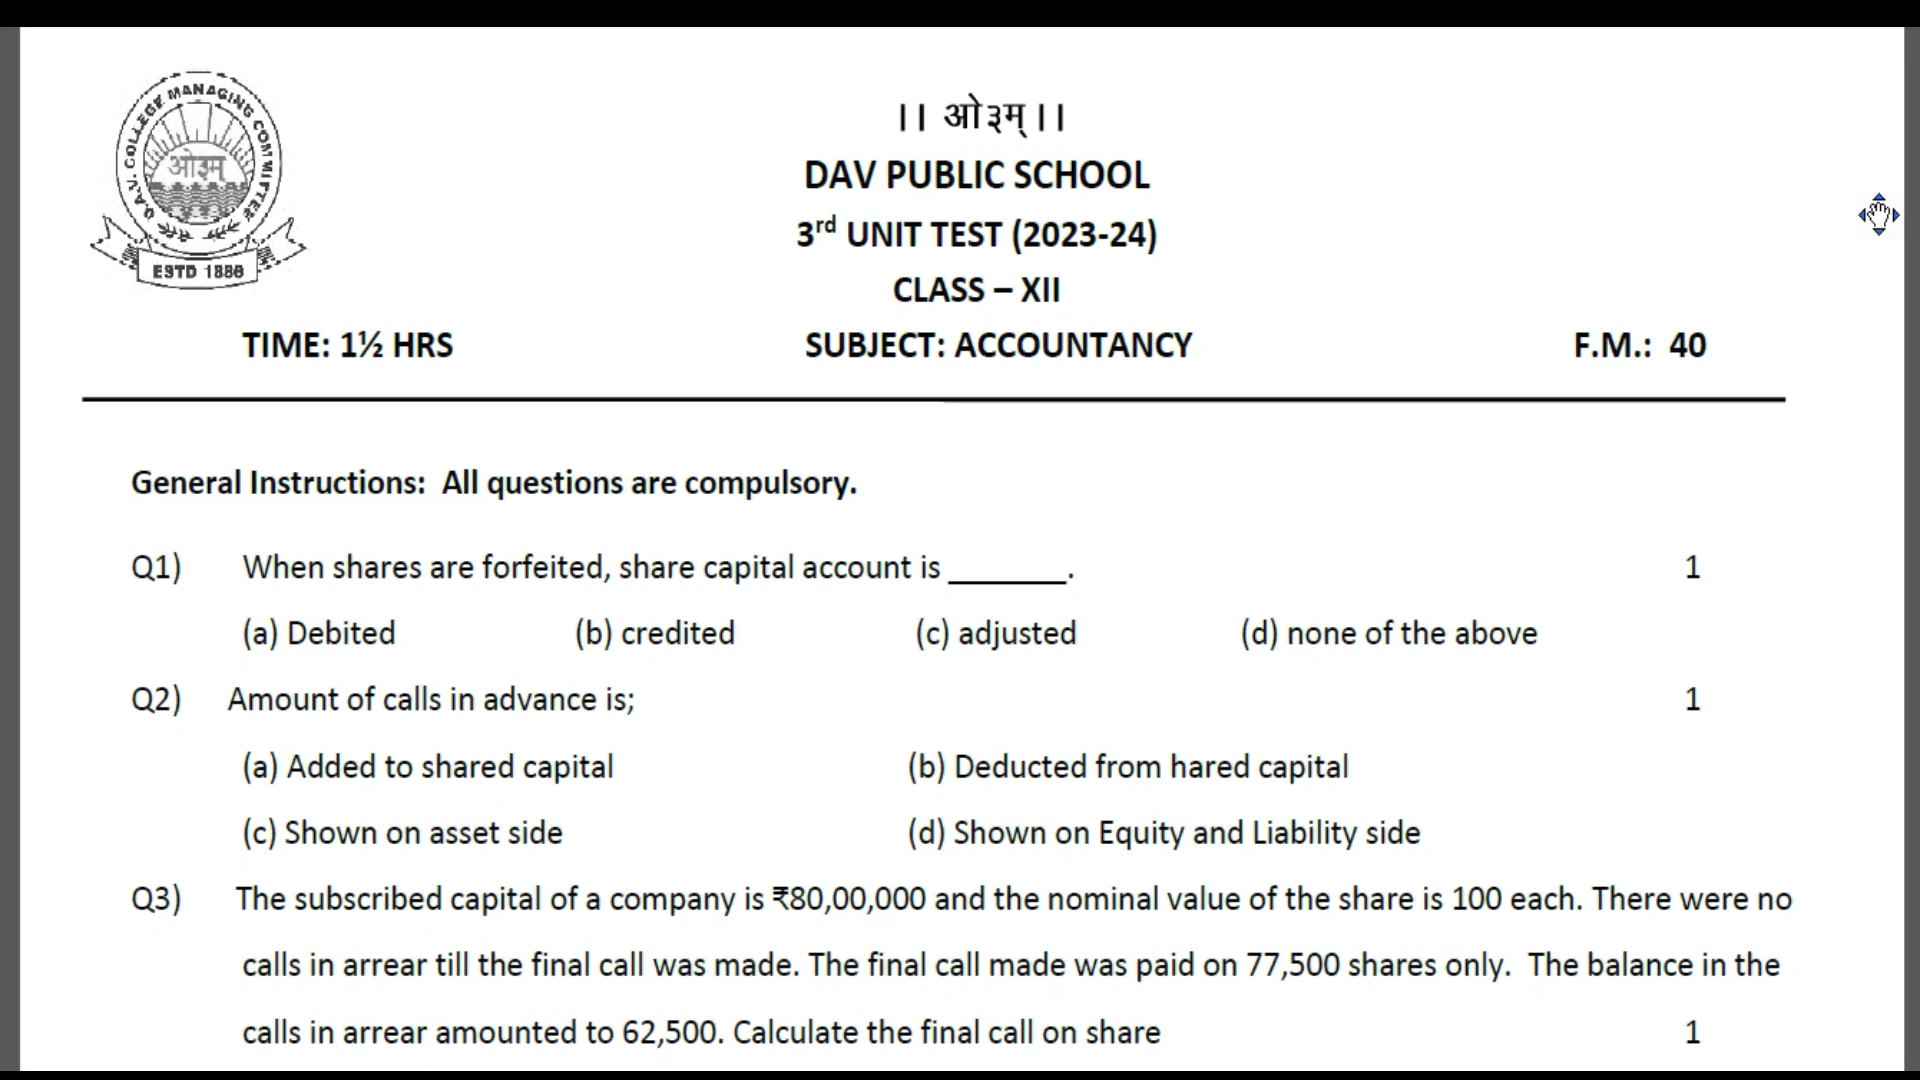 D.A.V. COLLEGE MANAGING COMMITTEE
ओ३म्
ESTD 1886
।। ओ३म् ।।
DAV PUBLIC SCHOOL
3rd UNIT TEST (2023-24)
CLASS – XII
TIME: 1½ HRS SUBJECT: ACCOUNTANCY F.M.: 40
General Instructions: All questions are compulsory.
Q1) When shares are forfeited, share capital account is _______. 1
(a) Debited (b) credited (c) adjusted (d) none of the above
Q2) Amount of calls in advance is; 1
(a) Added to shared capital (b) Deducted from hared capital
(c) Shown on asset side (d) Shown on Equity and Liability side
Q3) The subscribed capital of a company is ₹80,00,000 and the nominal value of the share is 100 each. There were no
calls in arrear till the final call was made. The final call made was paid on 77,500 shares only. The balance in the
calls in arrear amounted to 62,500. Calculate the final call on share 1